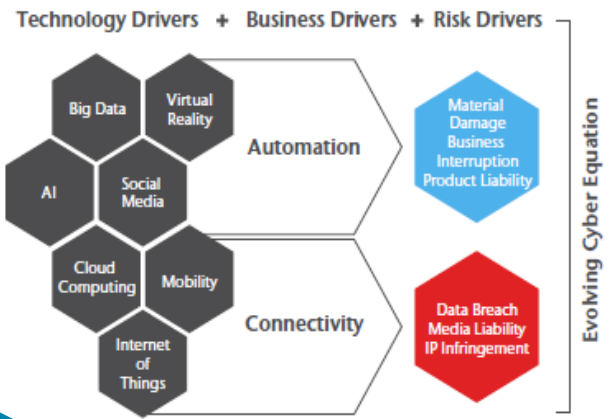 Technology Drivers + Business Drivers + Risk Drivers
Big Data
Virtual
Reality
AI
Social
Media
Cloud
Computing
Mobility
Internet
of
Things
Automation
Connectivity
Material
Damage
Business
Interruption
Product Liability
Data Breach
Media Liability
IP Infringement
Evolving Cyber Equation